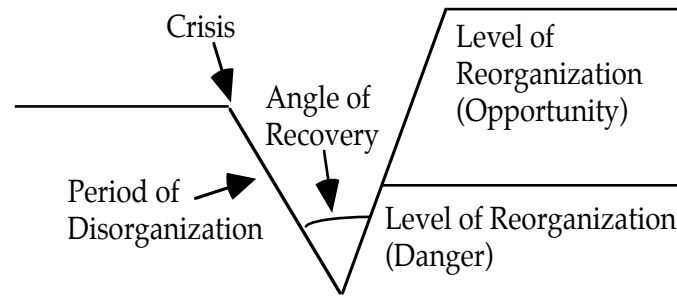 Crisis
Angle of
Recovery
Period of
Disorganization
Level of
Reorganization
(Opportunity)
Level of Reorganization
(Danger)